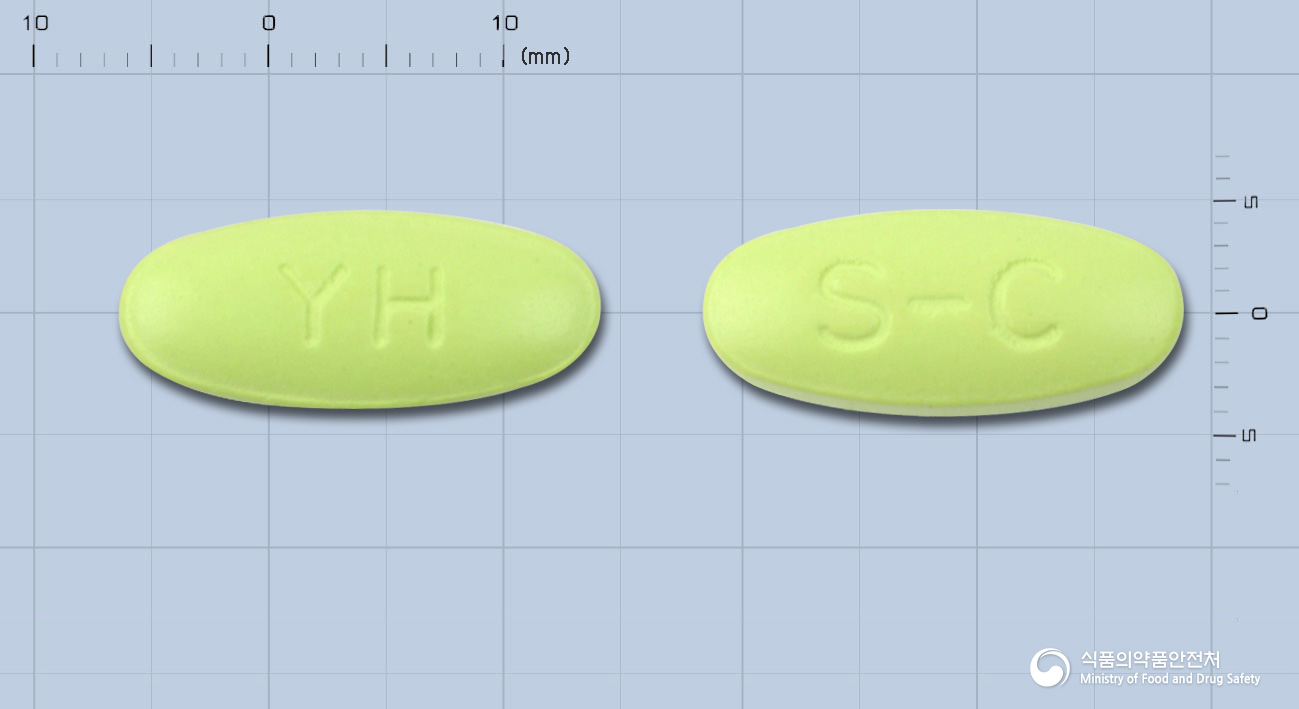 10 0 10 (mm)
YH
S-C
5
0
5
식품의약품안전처
Ministry of Food and Drug Safety